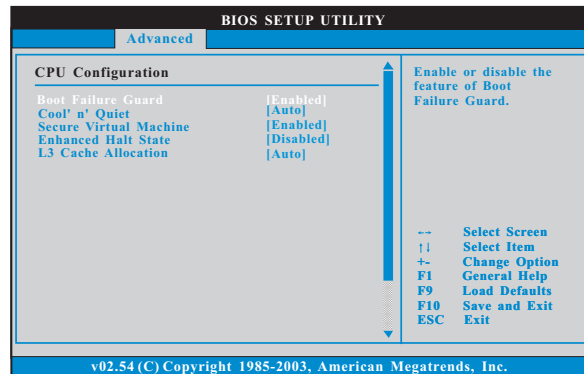 BIOS SETUP UTILITY
Advanced
CPU Configuration
Boot Failure Guard [Enabled]
Cool' n' Quiet [Auto]
Secure Virtual Machine [Enabled]
Enhanced Halt State [Disabled]
L3 Cache Allocation [Auto]
Enable or disable the
feature of Boot
Failure Guard.
←→ Select Screen
↑↓ Select Item
+- Change Option
F1 General Help
F9 Load Defaults
F10 Save and Exit
ESC Exit
v02.54 (C) Copyright 1985-2003, American Megatrends, Inc.